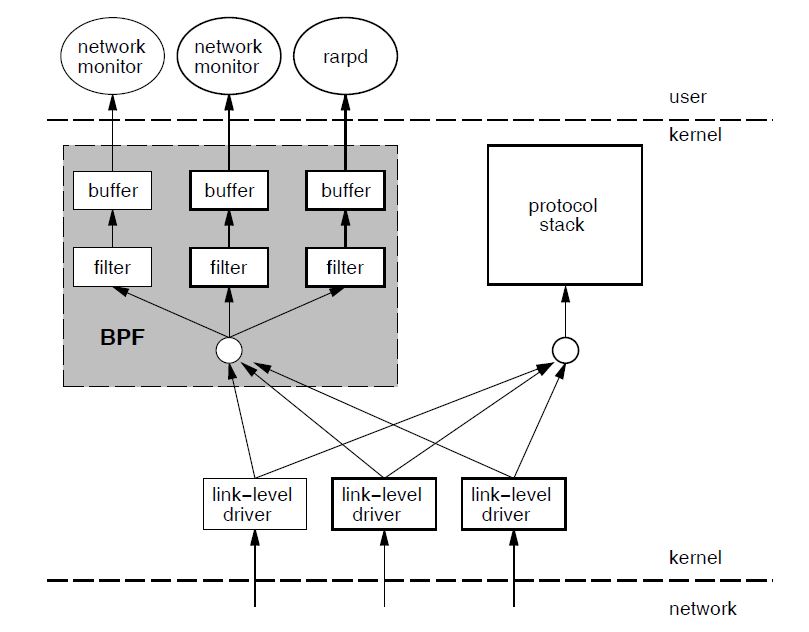 network
monitor
network
monitor
rarpd
user
kernel
buffer
buffer
buffer
protocol
stack
filter
filter
filter
BPF
link-level
driver
link-level
driver
link-level
driver
kernel
network